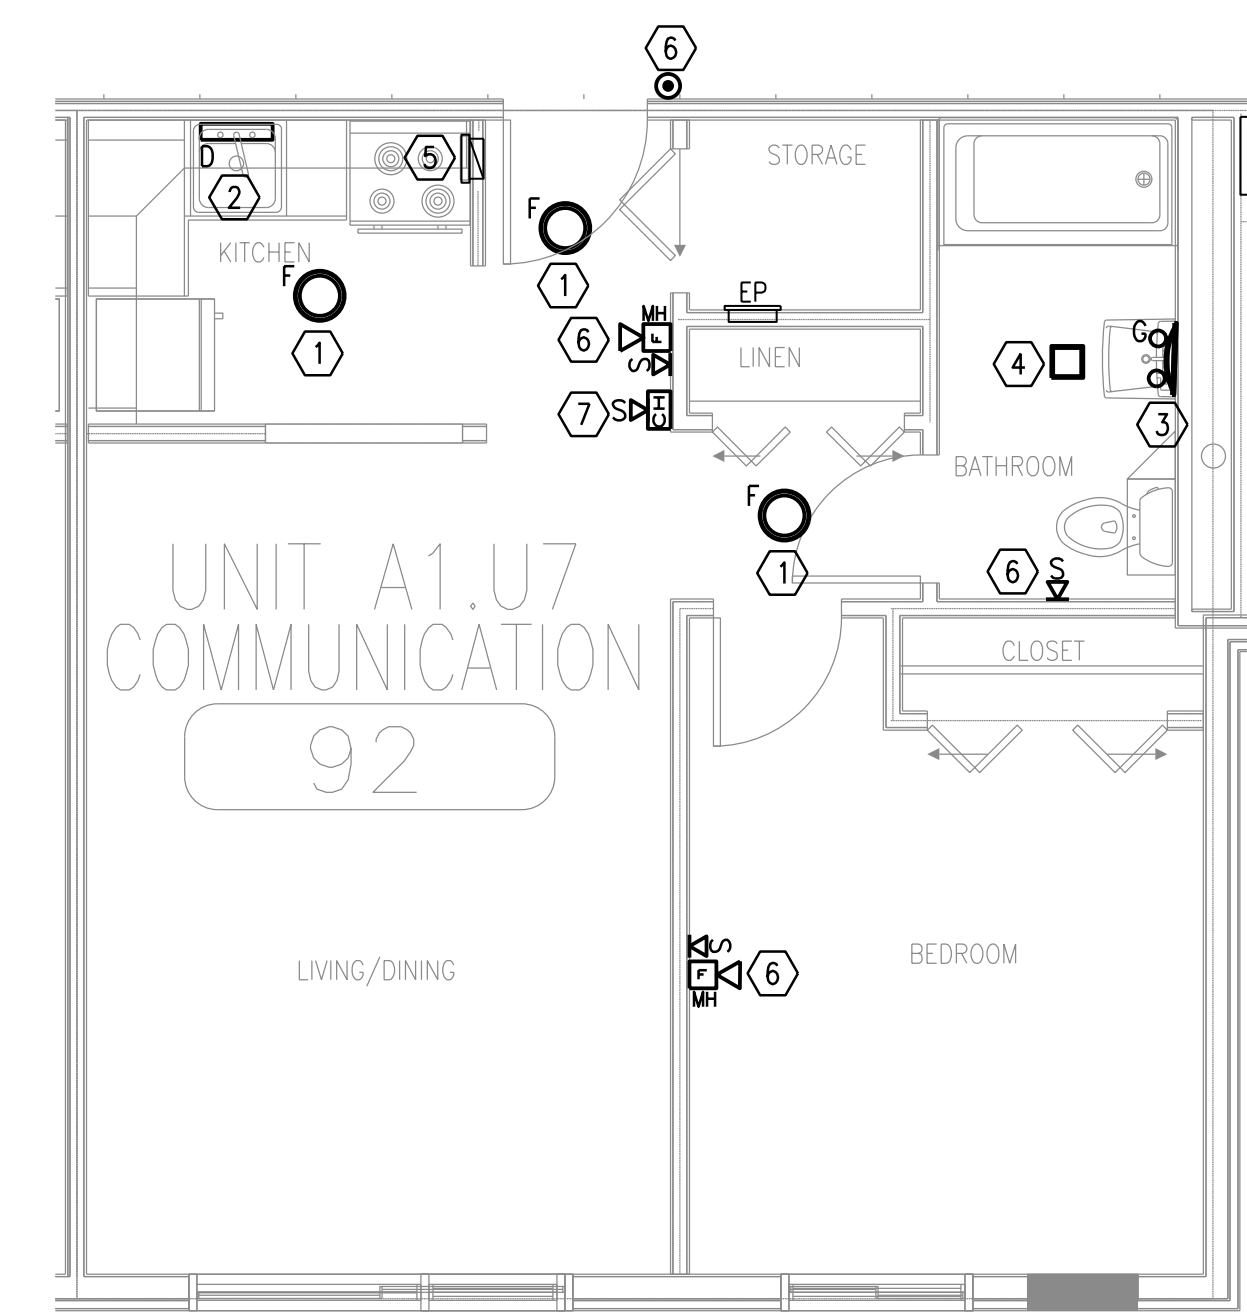 6
STORAGE
D
5
2
F
KITCHEN
F
1
EP
MH
6
F
S
1
LINEN
G
4
7
S
CH
3
BATHROOM
F
UNIT A1.U7
1
6
S
COMMUNICATION
CLOSET
92
S
BEDROOM
LIVING/DINING
F
6
MH